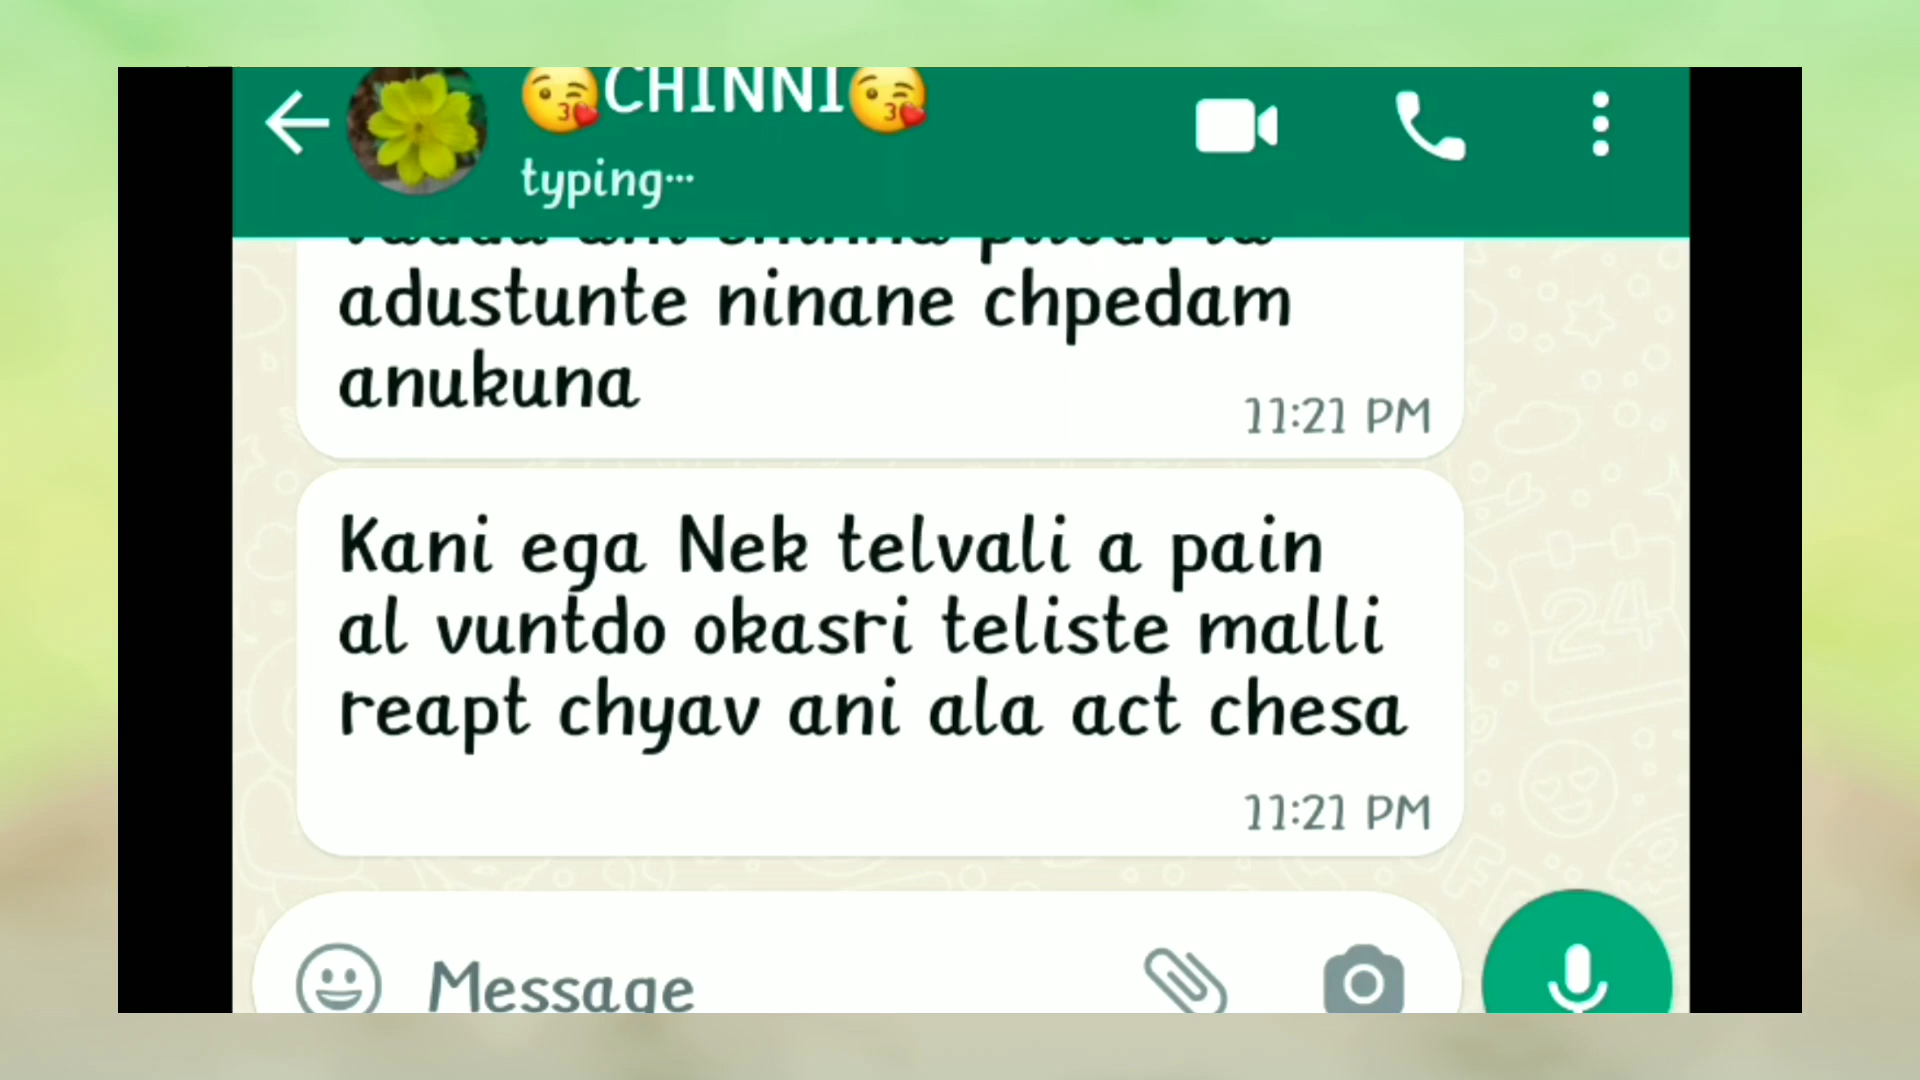 😘CHINNI😘
typing...
adustunte ninane chpedam
anukuna
11:21 PM
Kani ega Nek telvali a pain
al vuntdo okasri teliste malli
reapt chyav ani ala act chesa
11:21 PM
Message